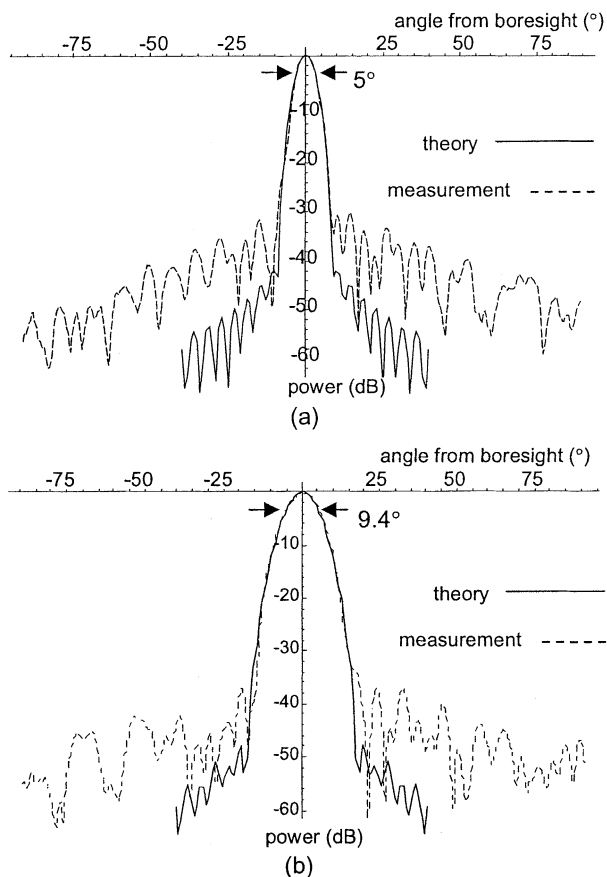 angle from boresight (°)
-75 -50 -25 25 50 75
5°
-10
-20
-30
-40
-50
-60
theory
measurement
power (dB)
(a)
angle from boresight (°)
-75 -50 -25 25 50 75
9.4°
-10
-20
-30
-40
-50
-60
theory
measurement
power (dB)
(b)